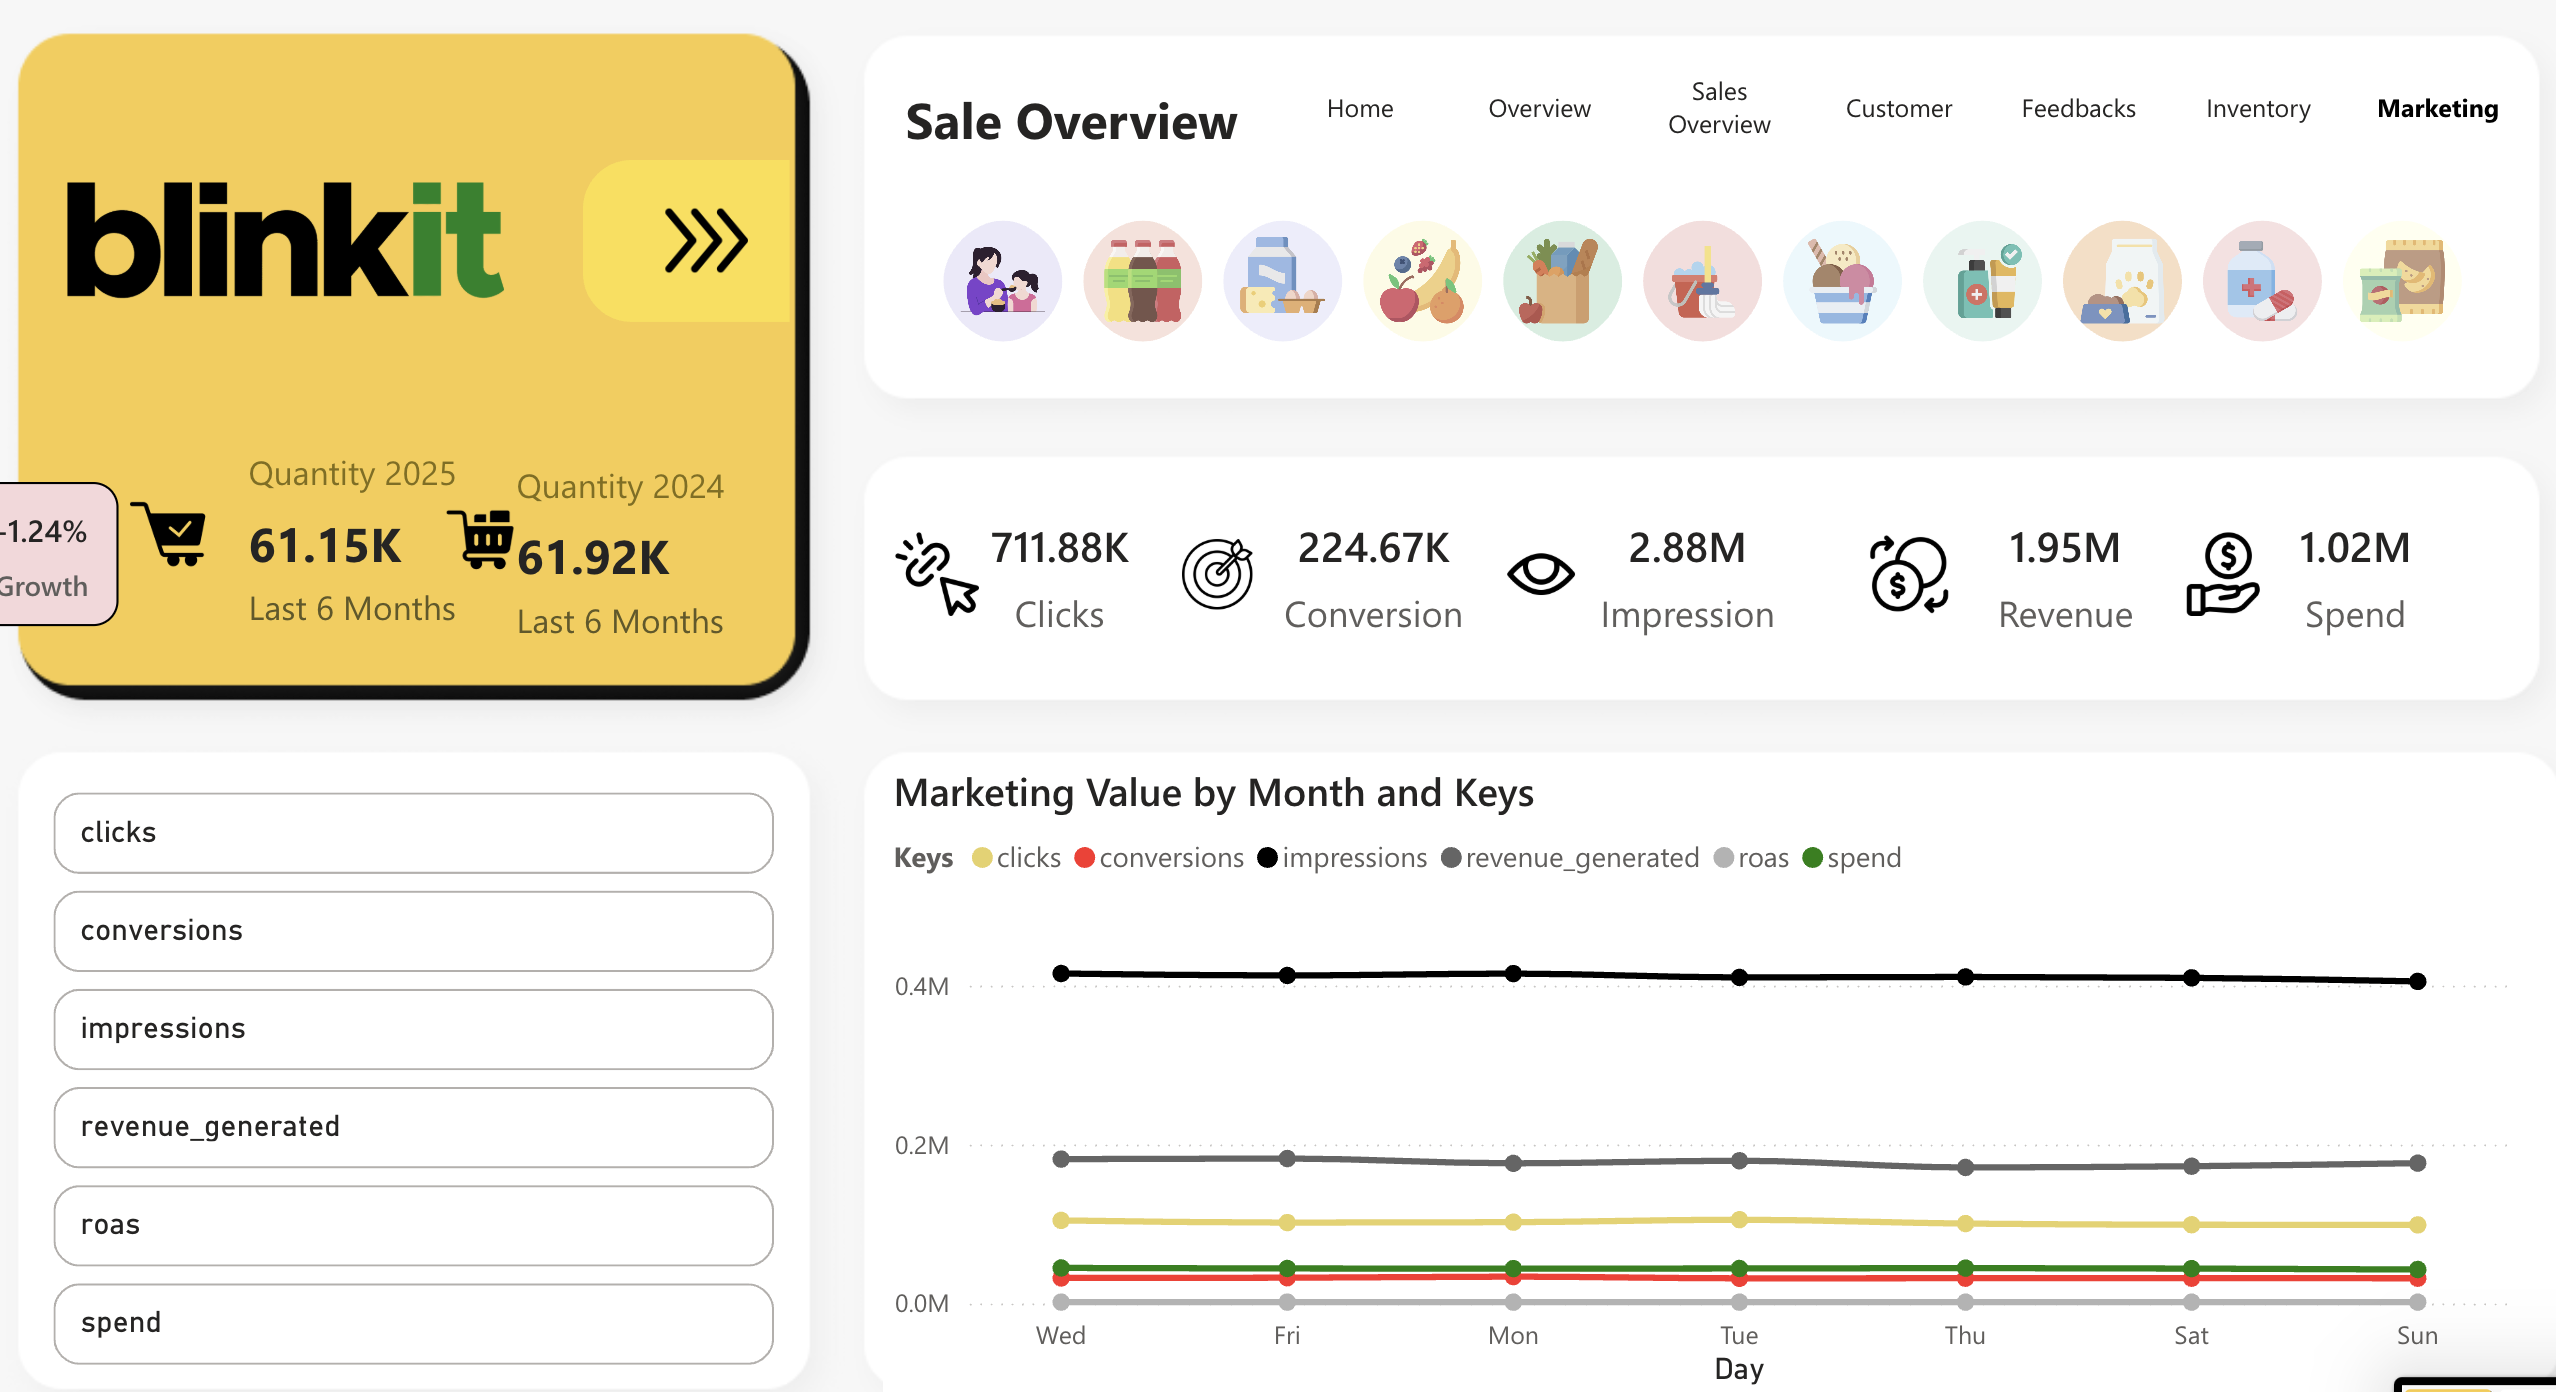 blinkit
Quantity 2025
61.15K
Last 6 Months
Quantity 2024
61.92K
Last 6 Months
-1.24%
Growth
Sale Overview
Home
Overview
Sales
Overview
Customer
Feedbacks
Inventory
Marketing
711.88K
Clicks
224.67K
Conversion
2.88M
Impression
1.95M
Revenue
1.02M
Spend
clicks
conversions
impressions
revenue_generated
roas
spend
Marketing Value by Month and Keys
Keys clicks conversions impressions revenue_generated roas spend
0.4M
0.2M
0.0M
Wed Fri Mon Tue Thu Sat Sun
Day